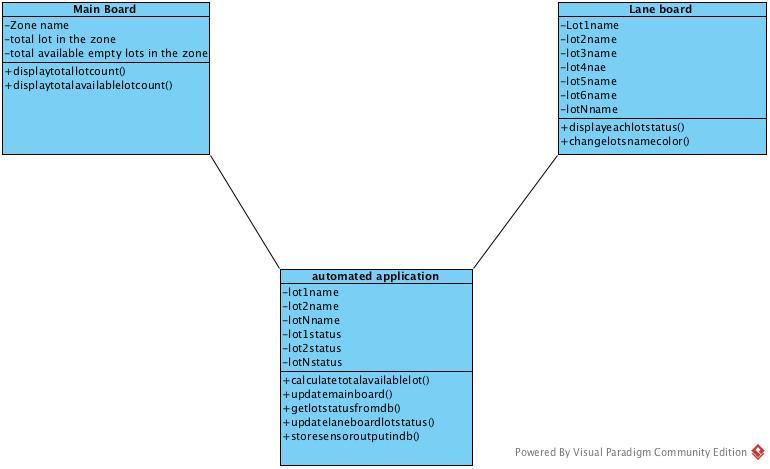 Main Board
-Zone name
-total lot in the zone
-total available empty lots in the zone
+displaytotallotcount()
+displaytotalavailablelotcount()
Lane board
-Lot1name
-lot2name
-lot3name
-lot4nae
-lot5name
-lot6name
-lotNname
+displayeachlotstatus()
+changelotsnamecolor()
automated application
-lot1name
-lot2name
-lotNname
-lot1status
-lot2status
-lotNstatus
+calculatetotalavailablelot()
+updatemainboard()
+getlotstatusfromdb()
+updatelaneboardlotstatus()
+storesensoroutputindb()
Powered By Visual Paradigm Community Edition